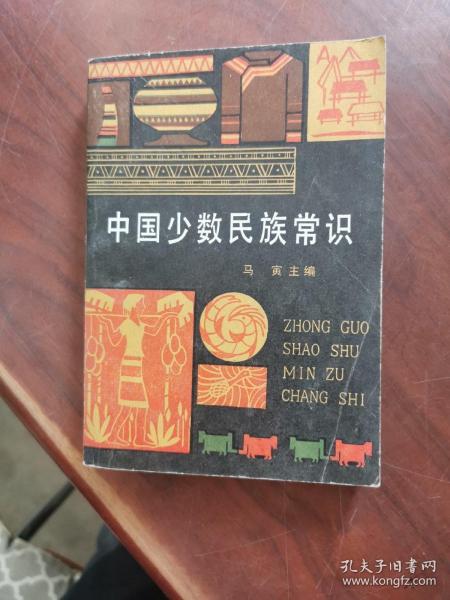 中国少数民族常识
马 寅主编
ZHONG GUO
SHAO SHU
MIN ZU
CHANG SHI
孔夫子旧书网
www.kongfz.com